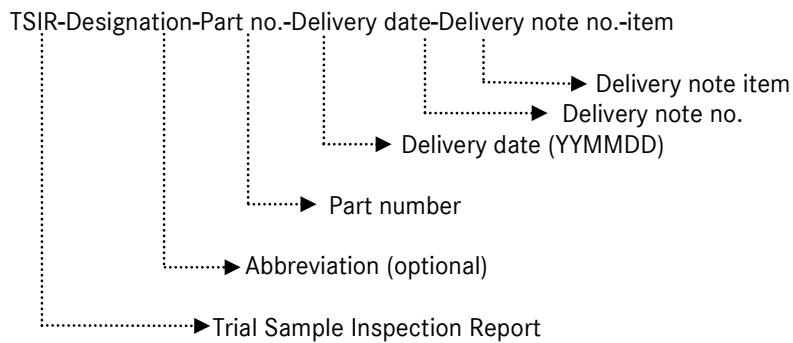 TSIR-Designation-Part no.-Delivery date-Delivery note no.-item
Delivery note item
Delivery note no.
Delivery date (YYMMDD)
Part number
Abbreviation (optional)
Trial Sample Inspection Report